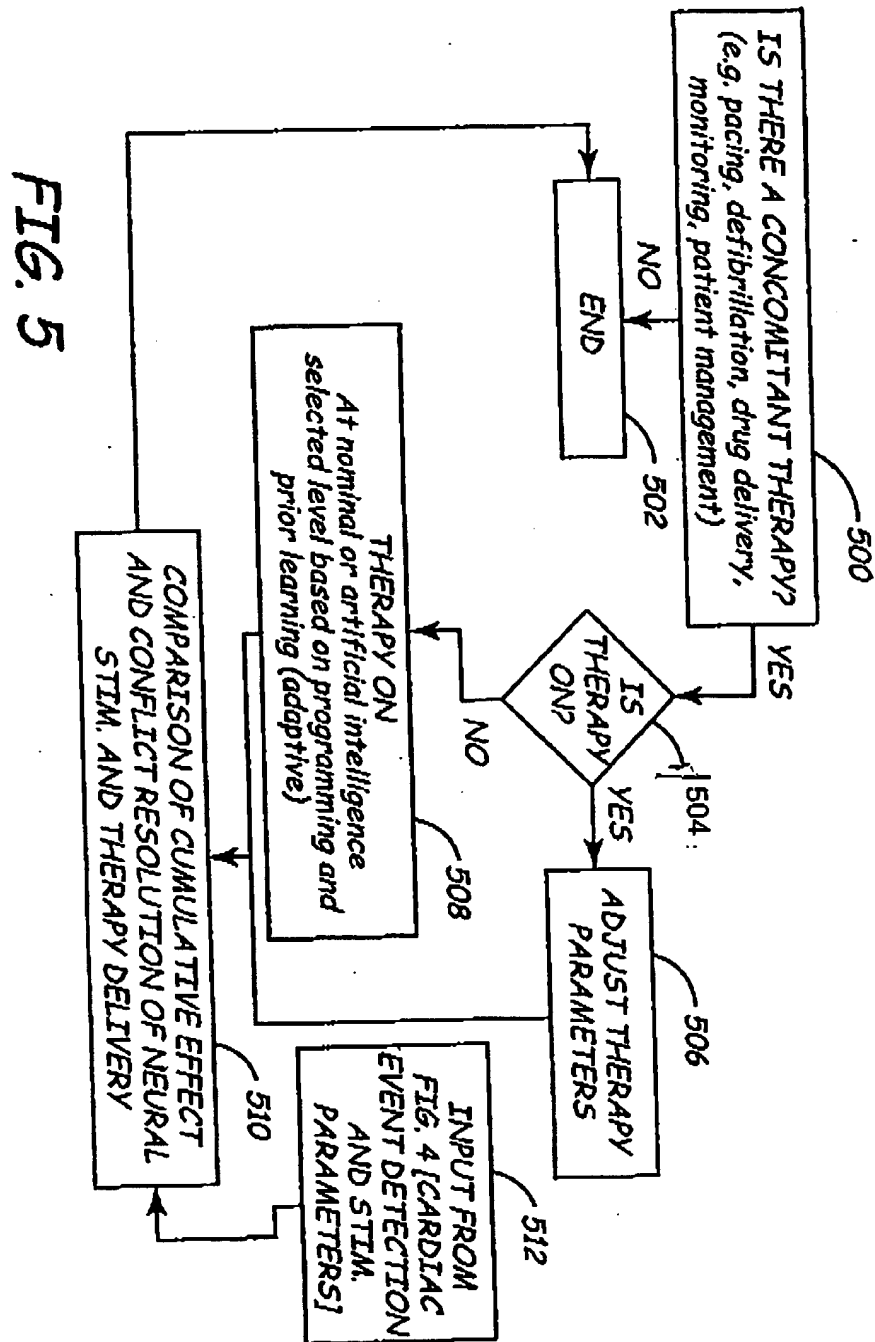 IS THERE A CONCOMITANT THERAPY?
(e.g. pacing, defibrillation, drug delivery,
monitoring, patient management)
500
NO
YES
END
502
IS
THERAPY
ON?
504
YES
NO
ADJUST THERAPY
PARAMETERS
506
THERAPY ON
At nominal or artificial intelligence
selected level based on programming and
prior learning (adaptive)
508
INPUT FROM
FIG. 4 [CARDIAC
EVENT DETECTION
AND STIM.
PARAMETERS]
512
COMPARISON OF CUMULATIVE EFFECT
AND CONFLICT RESOLUTION OF NEURAL
STIM. AND THERAPY DELIVERY
510
FIG. 5